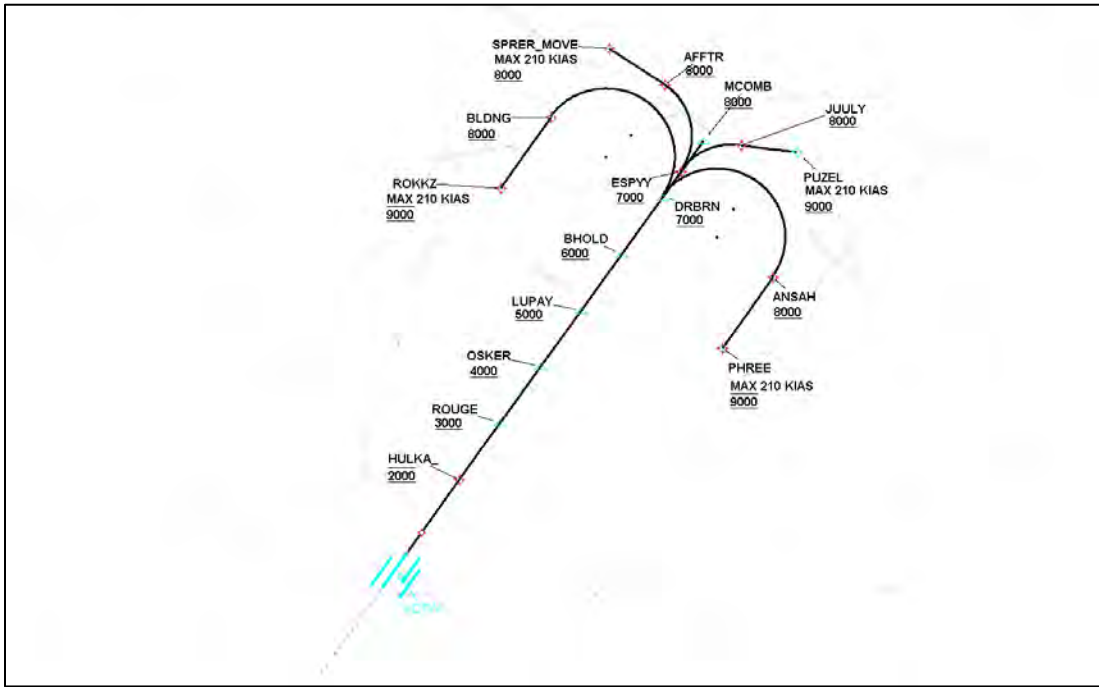 SPRER_MOVE
MAX 210 KIAS
8000
AFFTR
8000
MCOMB
8000
JUULY
8000
BLDNG
8000
ROKKZ
MAX 210 KIAS
9000
ESPYY
7000
PUZEL
MAX 210 KIAS
9000
DRBRN
7000
BHOLD
6000
ANSAH
8000
LUPAY
5000
PHREE
MAX 210 KIAS
9000
OSKER
4000
ROUGE
3000
HULKA_
2000